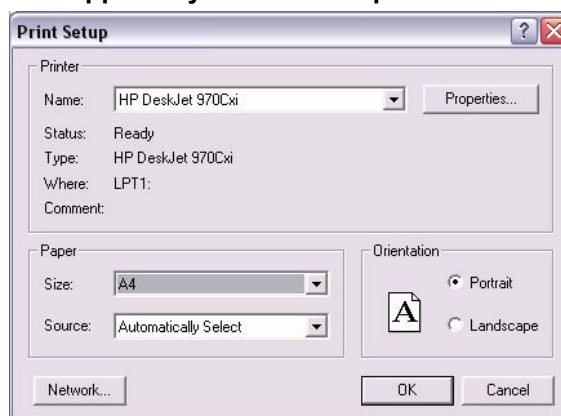 Print Setup
Printer
Name: HP DeskJet 970Cxi Properties...
Status: Ready
Type: HP DeskJet 970Cxi
Where: LPT1:
Comment:
Paper
Size: A4
Source: Automatically Select
Orientation
A
Portrait
Landscape
Network... OK Cancel